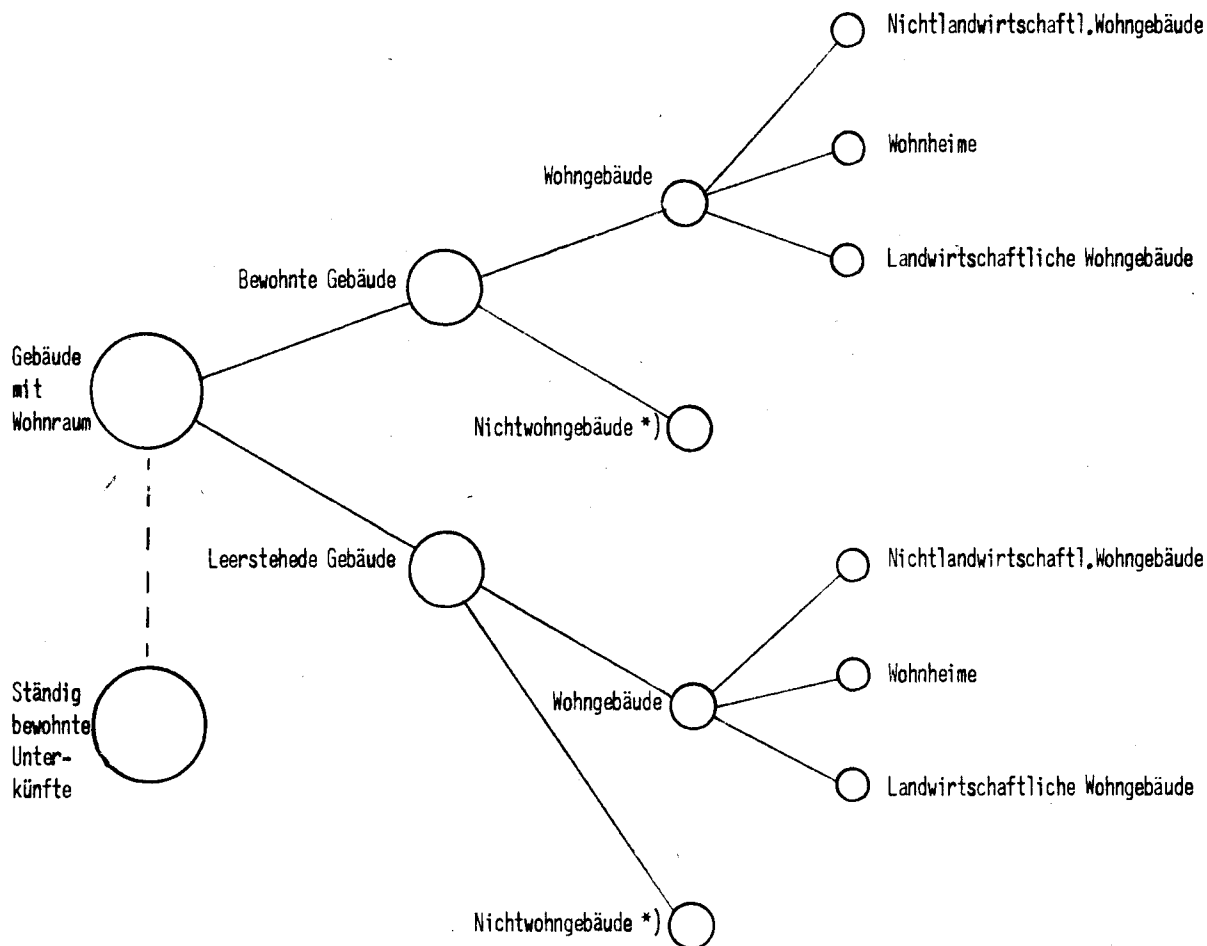 Nichtlandwirtschaftl.Wohngebäude
Wohnheime
Wohngebäude
Landwirtschaftliche Wohngebäude
Bewohnte Gebäude
Gebäude
mit
Wohnraum
Nichtwohngebäude *)
Leerstehede Gebäude
Nichtlandwirtschaftl.Wohngebäude
Wohnheime
Ständig
bewohnte
Unter-
künfte
Wohngebäude
Landwirtschaftliche Wohngebäude
Nichtwohngebäude *)